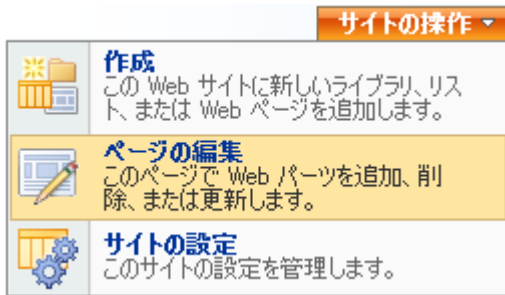 サイトの操作
作成
この Web サイトに新しいライブラリ、リス
ト、または Web ページを追加します。
ページの編集
このページで Web パーツを追加、削
除、または更新します。
サイトの設定
このサイトの設定を管理します。